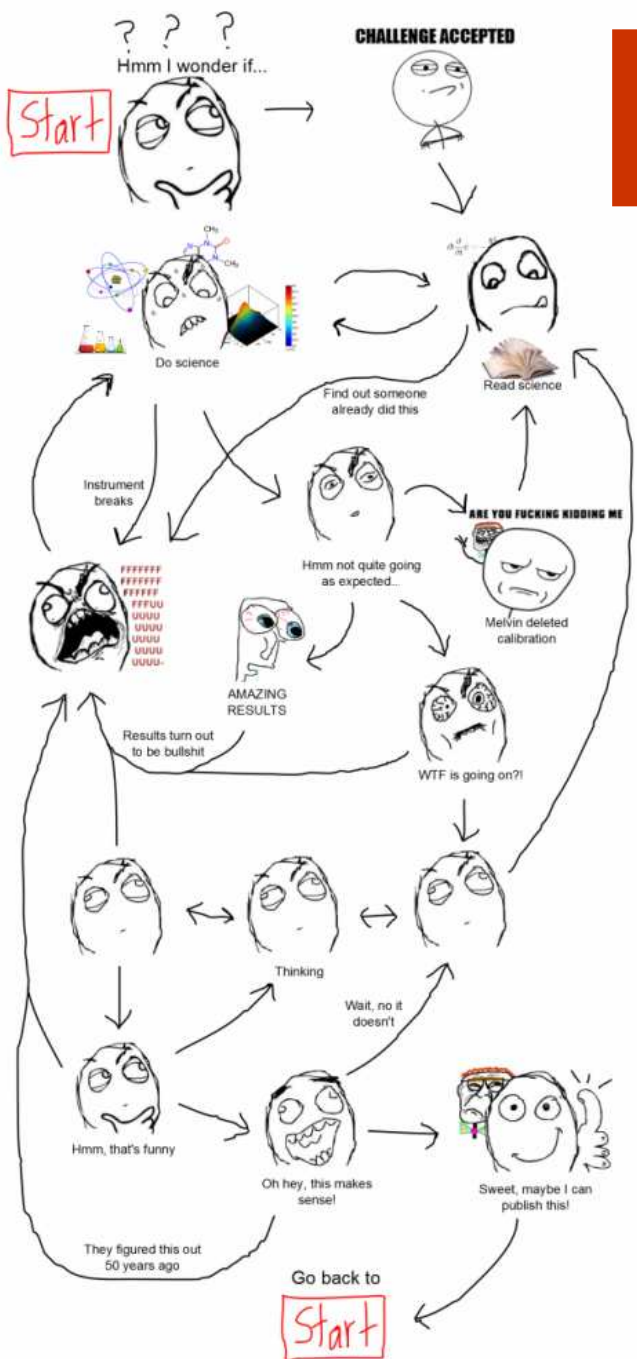 ? ? ?
Hmm I wonder if...
CHALLENGE ACCEPTED
Start
CH₃
CH₃
Do science
Read science
Find out someone
already did this
Instrument
breaks
Hmm not quite going
as expected...
ARE YOU FUCKING KIDDING ME
Melvin deleted
calibration
FFFFFFF
FFFFFFF
FFFFFF
FFFUU
UUUU
UUUU
UUUU
UUUU
UUUU-
AMAZING
RESULTS
Results turn out
to be bullshit
WTF is going on?!
Thinking
Wait, no it
doesn't
Hmm, that's funny
Oh hey, this makes
sense!
Sweet, maybe I can
publish this!
They figured this out
50 years ago
Go back to
Start